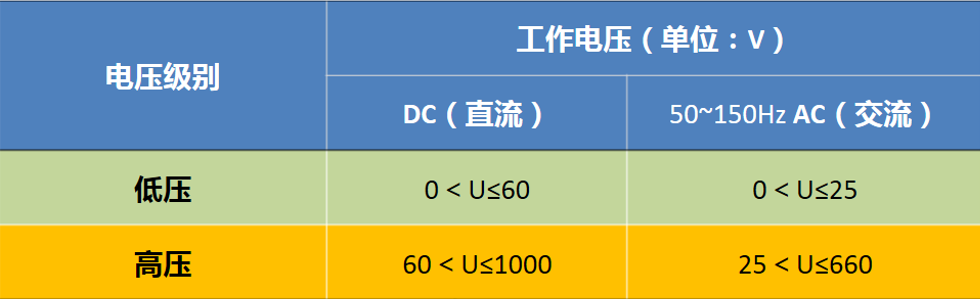 电压级别
工作电压（单位：V）
DC（直流）
50~150Hz AC（交流）
低压
0 < U≤60
0 < U≤25
高压
60 < U≤1000
25 < U≤660